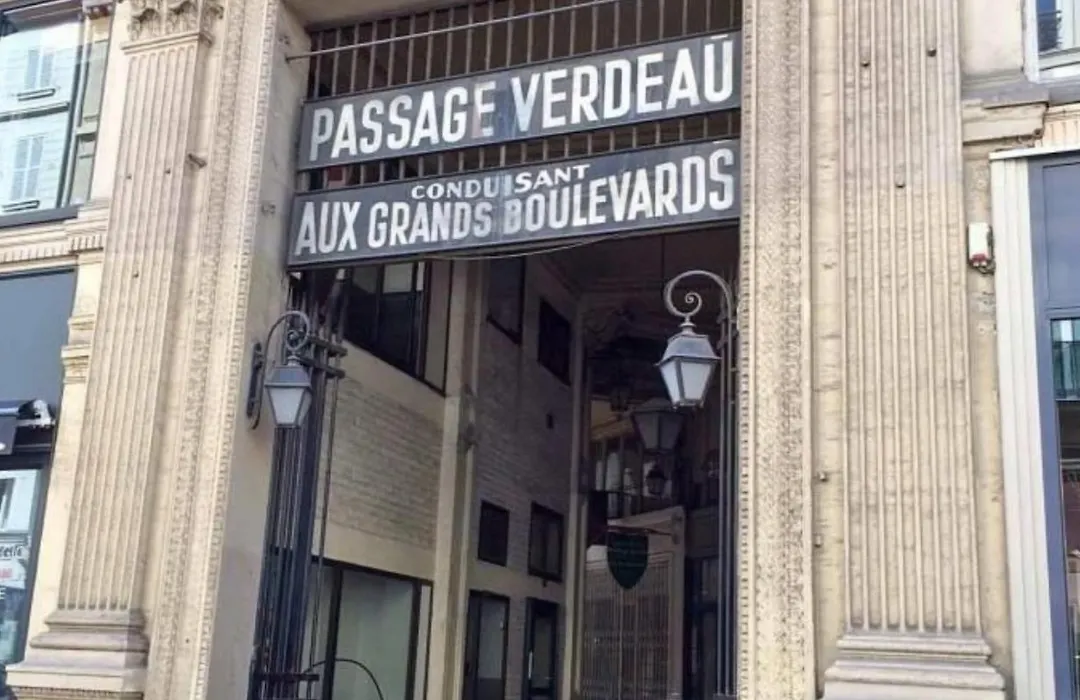 PASSAGE VERDEAU
CONDUISANT
AUX GRANDS BOULEVARDS